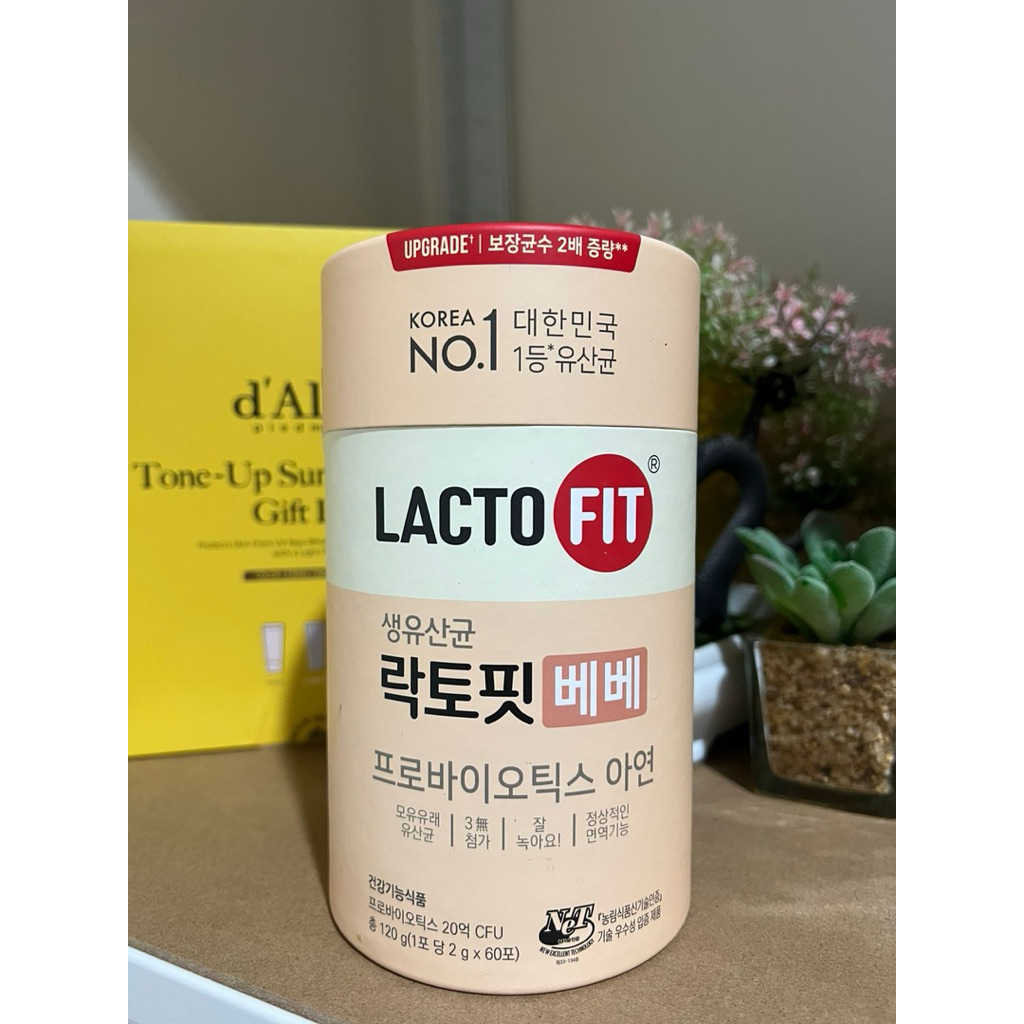 UPGRADE† | 보장균수 2배 증량**
KOREA
NO.1
대한민국
1등* 유산균
LACTO FIT®
생유산균
락토핏 베베
프로바이오틱스 아연
모유유래
유산균
3無
첨가
잘
녹아요!
정상적인
면역기능
건강기능식품
프로바이오틱스 20억 CFU
총 120 g(1포 당 2 g x 60포)
NeT
NEW EXCELLENT TECHNOLOGY
『농림식품신기술인증』
기술 우수성 입증 제품
d'Al
piedm
Tone-Up Sun
Gift